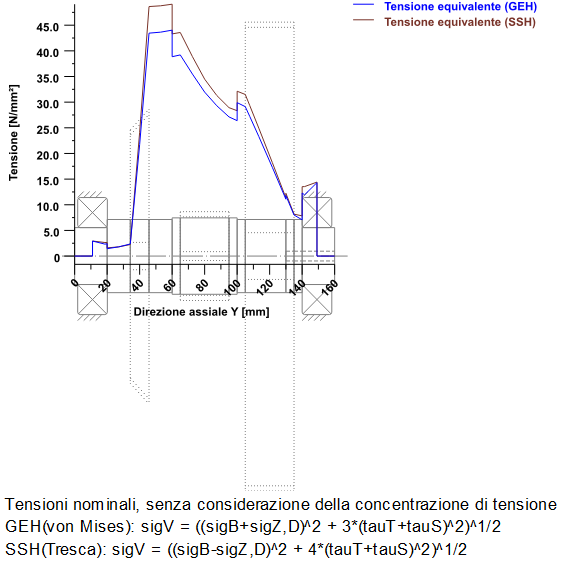 Tensione equivalente (GEH)
Tensione equivalente (SSH)
45.0
40.0
35.0
30.0
25.0
20.0
15.0
10.0
5.0
0
Tensione [N/mm²]
0 20 40 60 80 100 120 140 160
Direzione assiale Y [mm]
Tensioni nominali, senza considerazione della concentrazione di tensione
GEH(von Mises): sigV = ((sigB+sigZ,D)^2 + 3*(tauT+tauS)^2)^1/2
SSH(Tresca): sigV = ((sigB-sigZ,D)^2 + 4*(tauT+tauS)^2)^1/2